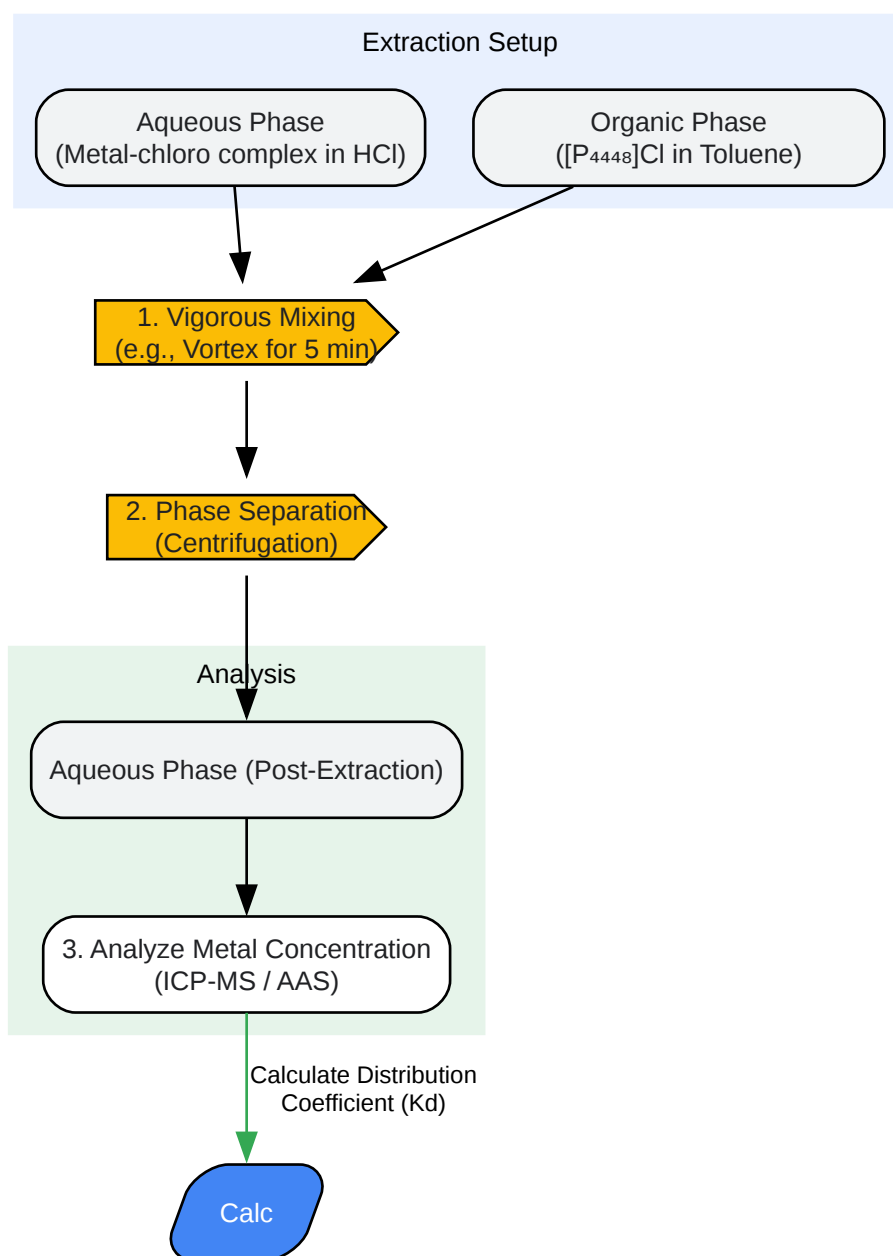 Extraction Setup
Aqueous Phase
(Metal-chloro complex in HCl)
Organic Phase
([P₄₄₄₈]Cl in Toluene)
1. Vigorous Mixing
(e.g., Vortex for 5 min)
2. Phase Separation
(Centrifugation)
Analysis
Aqueous Phase (Post-Extraction)
3. Analyze Metal Concentration
(ICP-MS / AAS)
Calculate Distribution
Coefficient (Kd)
Calc